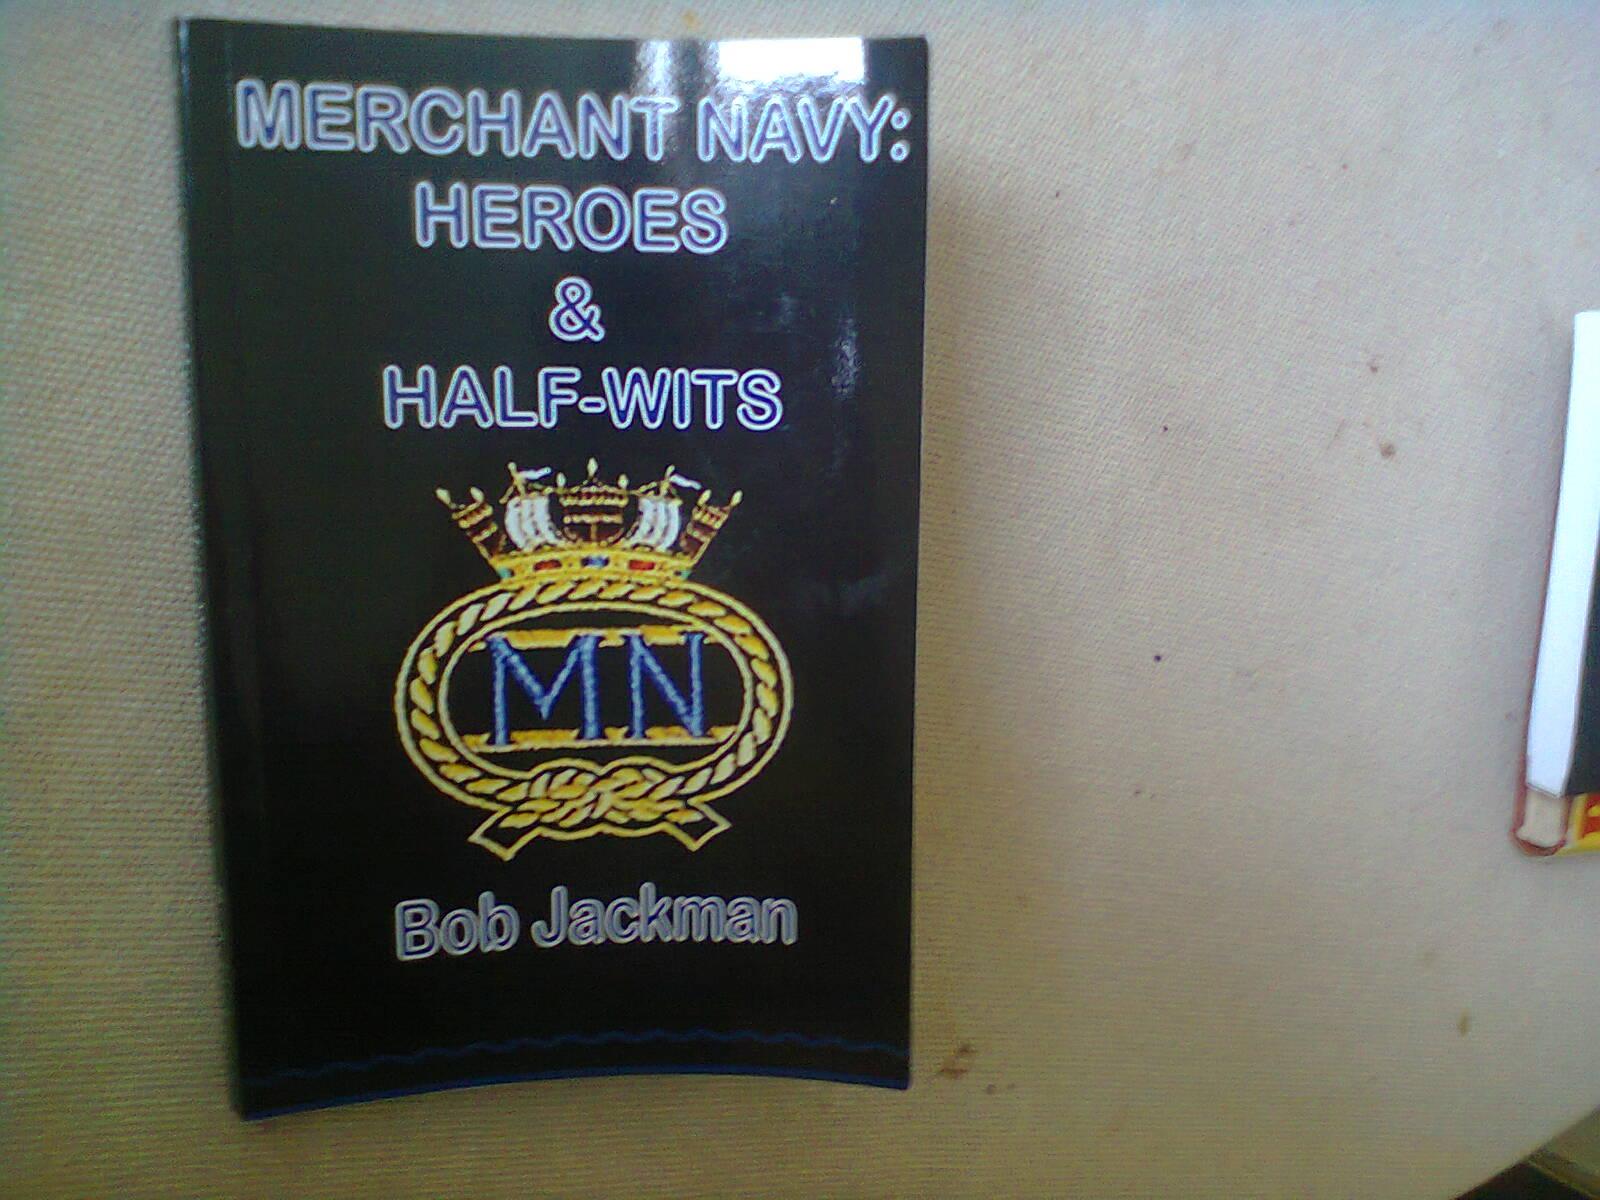 MERCHANT NAVY:
HEROES
&
HALF-WITS
MN
Bob Jackman